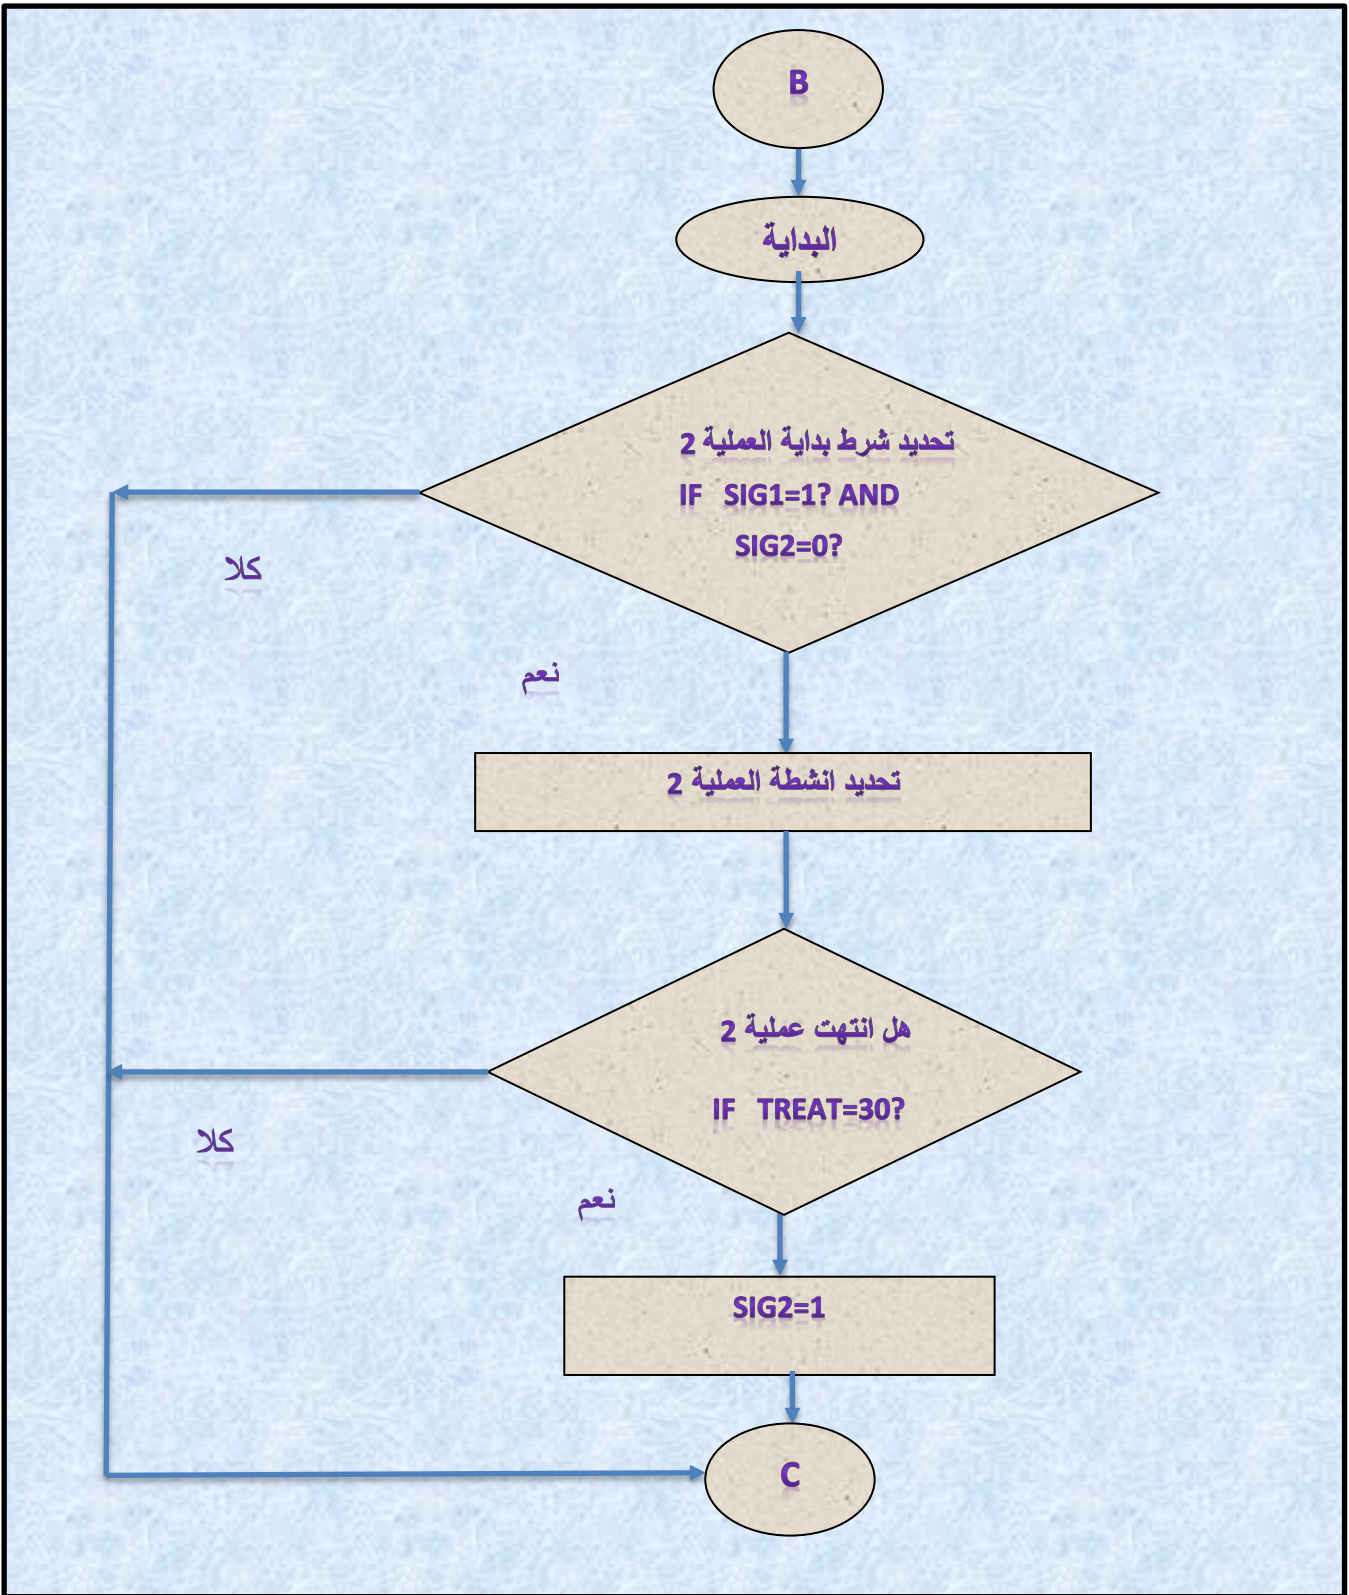 B
البداية
تحديد شرط بداية العملية 2
IF SIG1=1? AND
SIG2=0?
كلا
نعم
تحديد انشطة العملية 2
هل انتهت عملية 2
IF TREAT=30?
كلا
نعم
SIG2=1
C